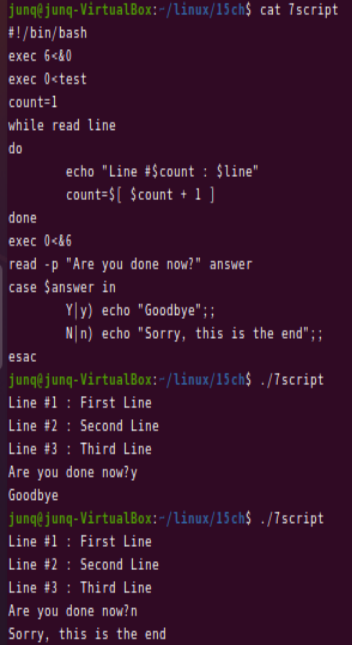 junq@junq-VirtualBox:~/linux/15ch$ cat 7script
#!/bin/bash
exec 6<&0
exec 0<test
count=1
while read line
do
        echo "Line #$count : $line"
        count=$[ $count + 1 ]
done
exec 0<&6
read -p "Are you done now?" answer
case $answer in
        Y|y) echo "Goodbye";;
        N|n) echo "Sorry, this is the end";;
esac
junq@junq-VirtualBox:~/linux/15ch$ ./7script
Line #1 : First Line
Line #2 : Second Line
Line #3 : Third Line
Are you done now?y
Goodbye
junq@junq-VirtualBox:~/linux/15ch$ ./7script
Line #1 : First Line
Line #2 : Second Line
Line #3 : Third Line
Are you done now?n
Sorry, this is the end